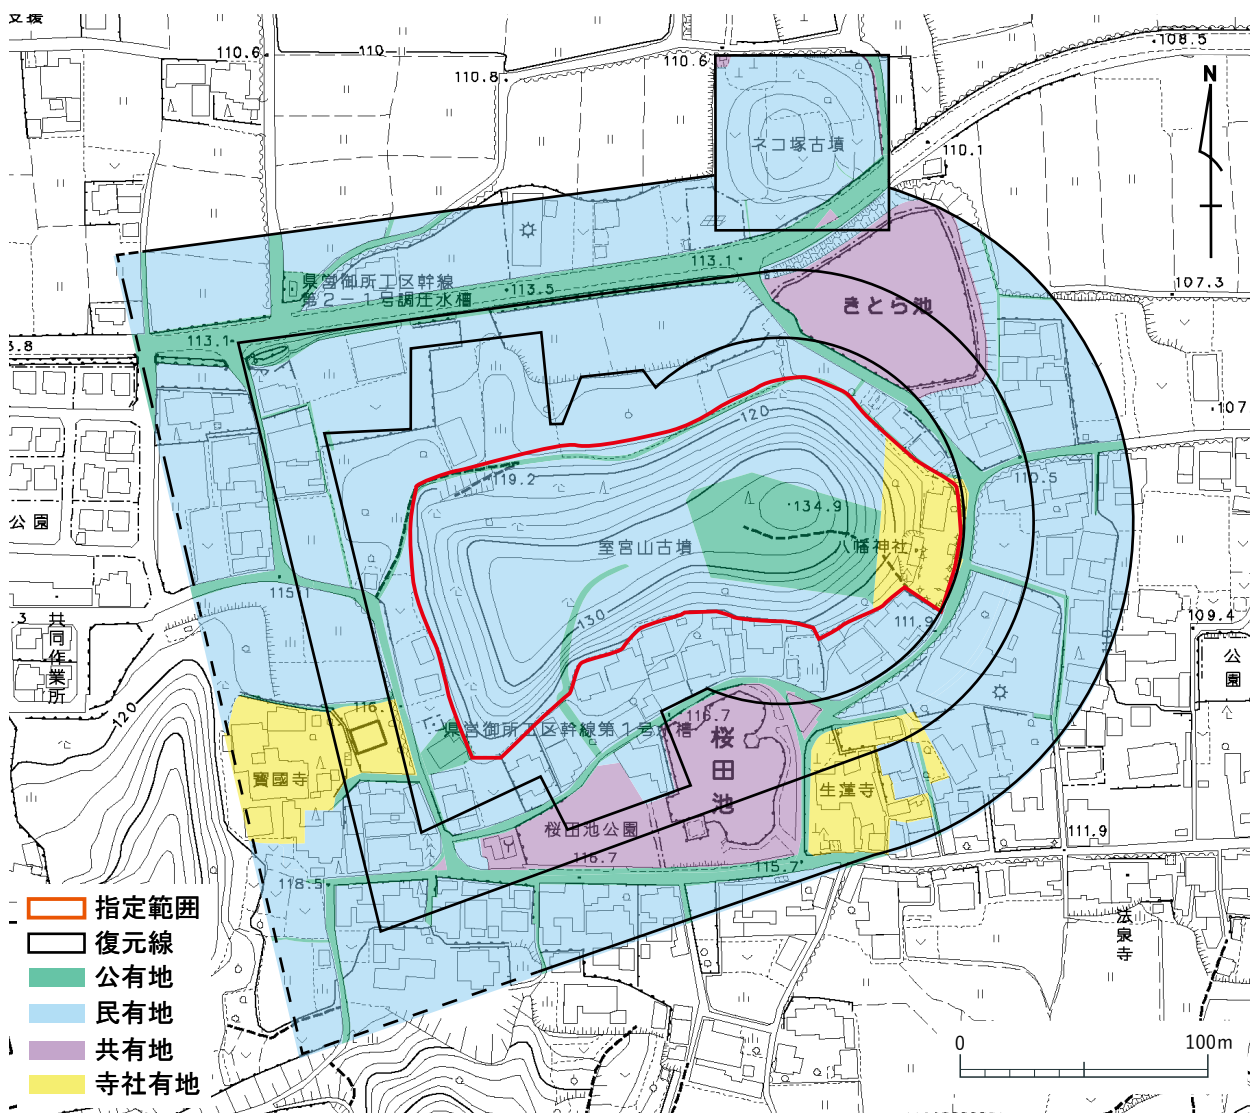 支援
110.6
110
110.8
110.6
108.5
N
ネコ塚古墳
110.1
113.1
県営御所工区幹線
第2-1号調圧水槽
113.5
107.3
きとら池
3.8
113.1
120
107
119.2
110.5
134.9
公園
室宮山古墳
八幡神社
115.1
130
111.9
109.4
.3
共同作業所
公園
120
116.
116.7
県営御所工区幹線第1号水槽
桜田池
寳國寺
生蓮寺
桜田池公園
116.7
115.7
111.9
118.5
法泉寺
指定範囲
復元線
公有地
民有地
共有地
寺社有地
0
100m